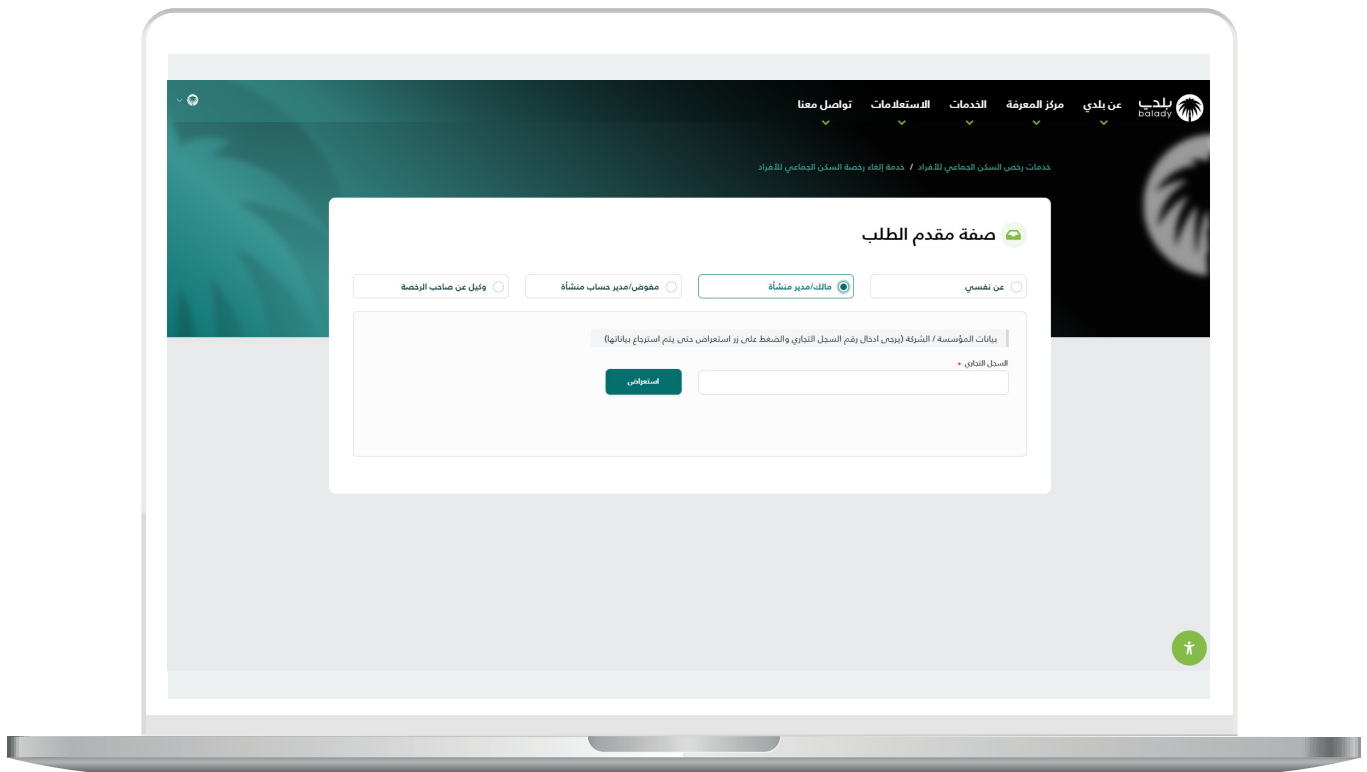 بلدي
balady
عن بلدي
مركز المعرفة
الخدمات
الاستعلامات
تواصل معنا
خدمات رخص السكن الجماعي للأفراد / خدمة إلغاء رخصة السكن الجماعي للأفراد
صفة مقدم الطلب
عن نفسي
مالك/مدير منشأة
مفوض/مدير حساب منشأة
وكيل عن صاحب الرخصة
بيانات المؤسسة / الشركة (يرجى ادخال رقم السجل التجاري والضغط على زر استعراض حتى يتم استرجاع بياناتها)
السجل التجاري *
استعراض